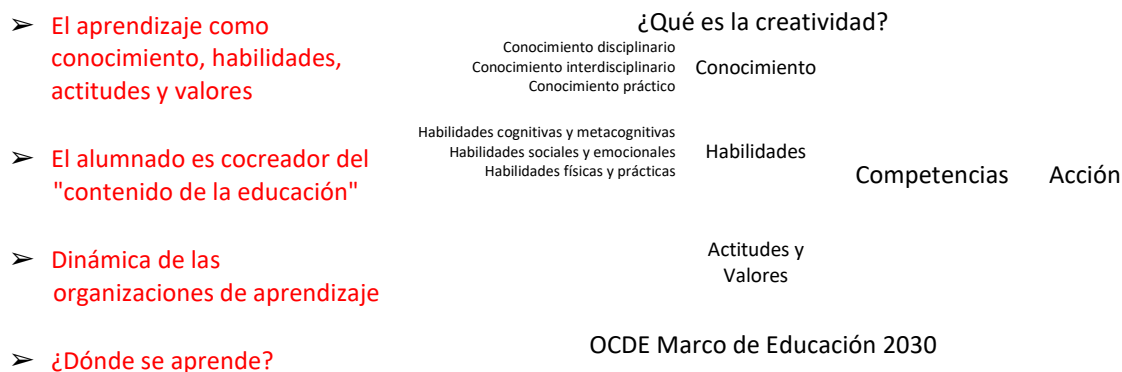 ➢ El aprendizaje como
conocimiento, habilidades,
actitudes y valores
➢ El alumnado es cocreador del
"contenido de la educación"
➢ Dinámica de las
organizaciones de aprendizaje
➢ ¿Dónde se aprende?
¿Qué es la creatividad?
Conocimiento disciplinario
Conocimiento interdisciplinario
Conocimiento práctico
Conocimiento
Habilidades cognitivas y metacognitivas
Habilidades sociales y emocionales
Habilidades físicas y prácticas
Habilidades
Actitudes y
Valores
Competencias
Acción
OCDE Marco de Educación 2030